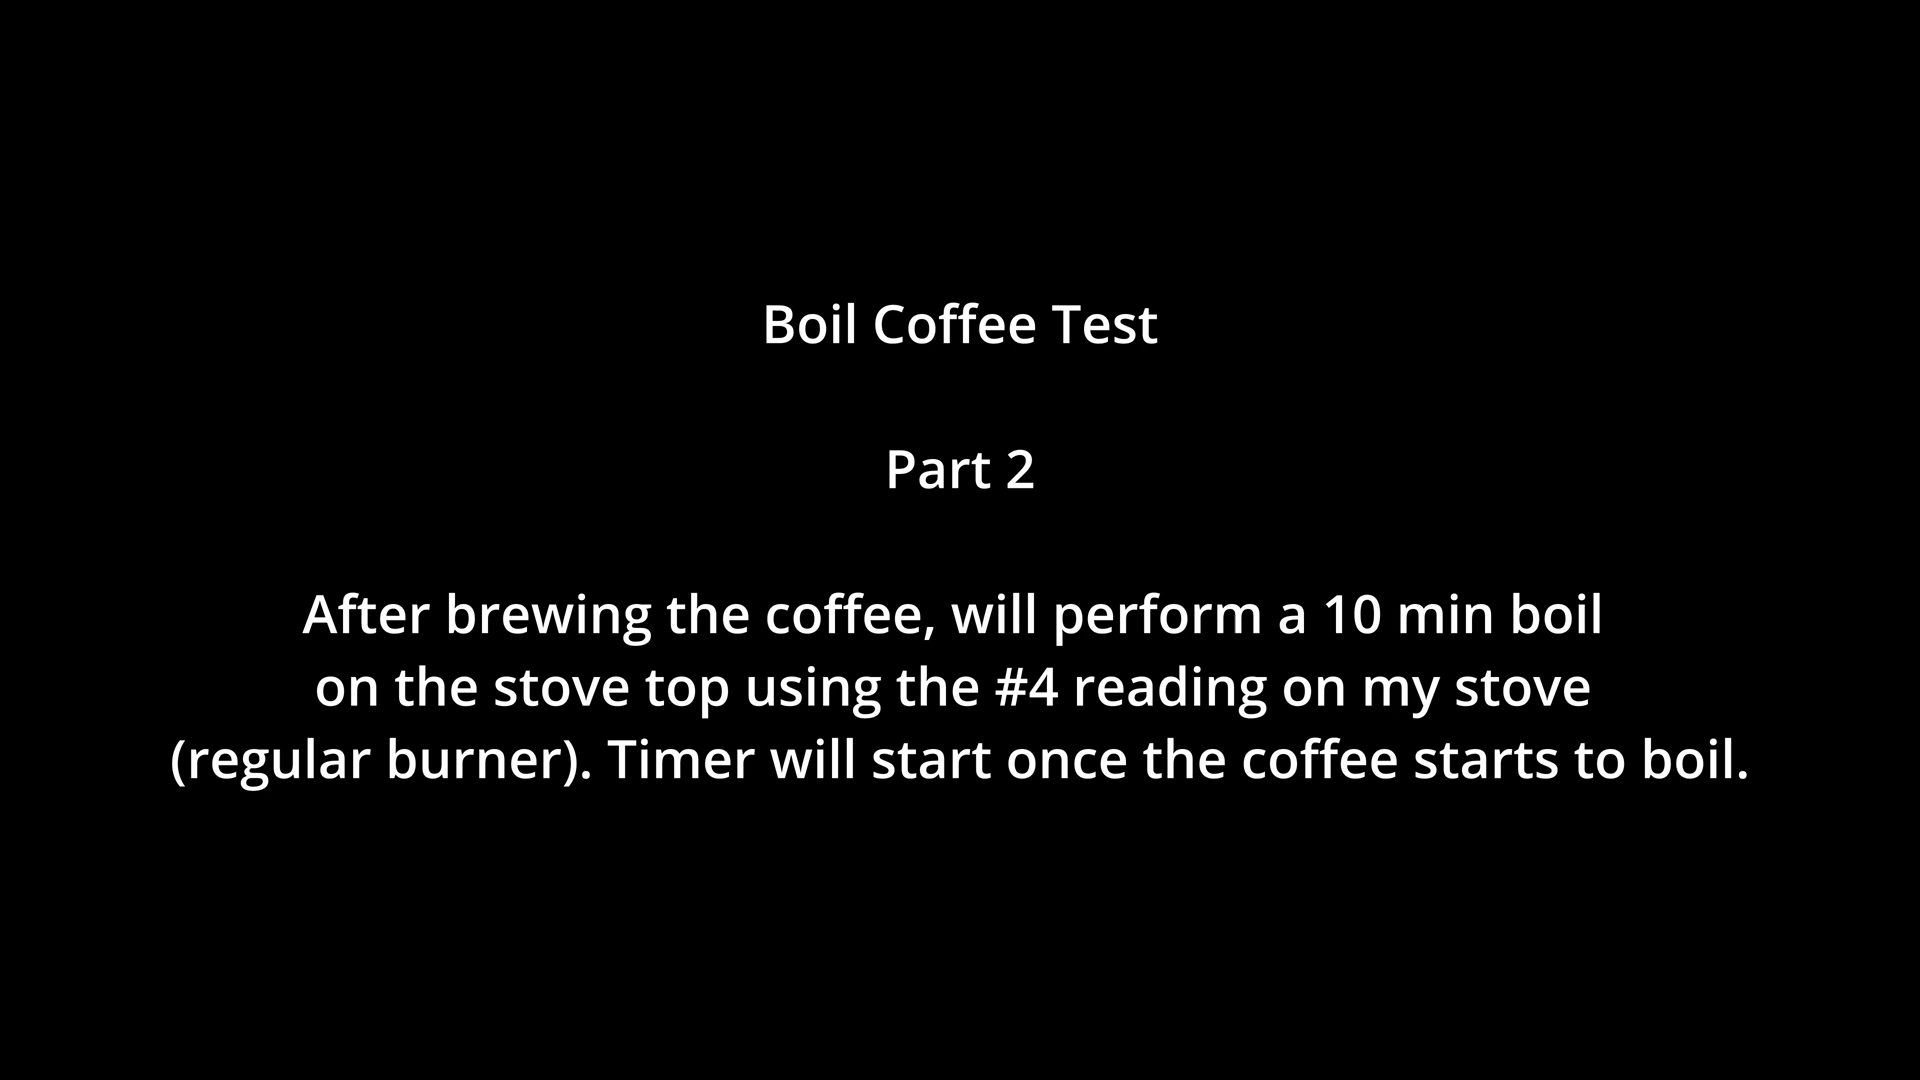 Boil Coffee Test
Part 2
After brewing the coffee, will perform a 10 min boil
on the stove top using the #4 reading on my stove
(regular burner). Timer will start once the coffee starts to boil.